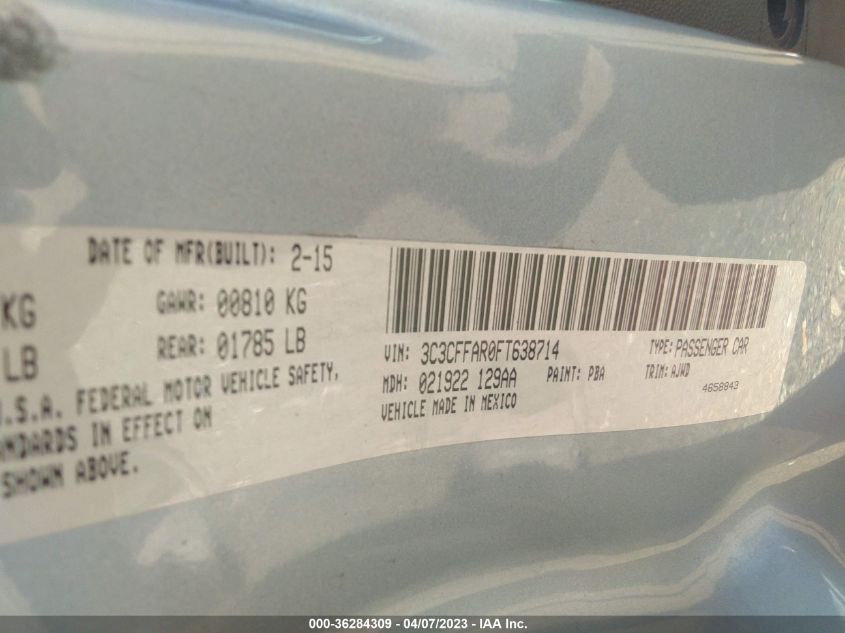 DATE OF MFR(BUILT): 2-15
KG GAWR: 00810 KG
LB REAR: 01785 LB
U.S.A. FEDERAL MOTOR VEHICLE SAFETY,
IN EFFECT ON
SHOWN ABOVE.
VIN: 3C3CFFAR0FT638714 TYPE: PASSENGER CAR
MDH: 021922 129AA PAINT: PBA TRIM: AJWD
VEHICLE MADE IN MEXICO 4658843
000-36284309 - 04/07/2023 - IAA Inc.